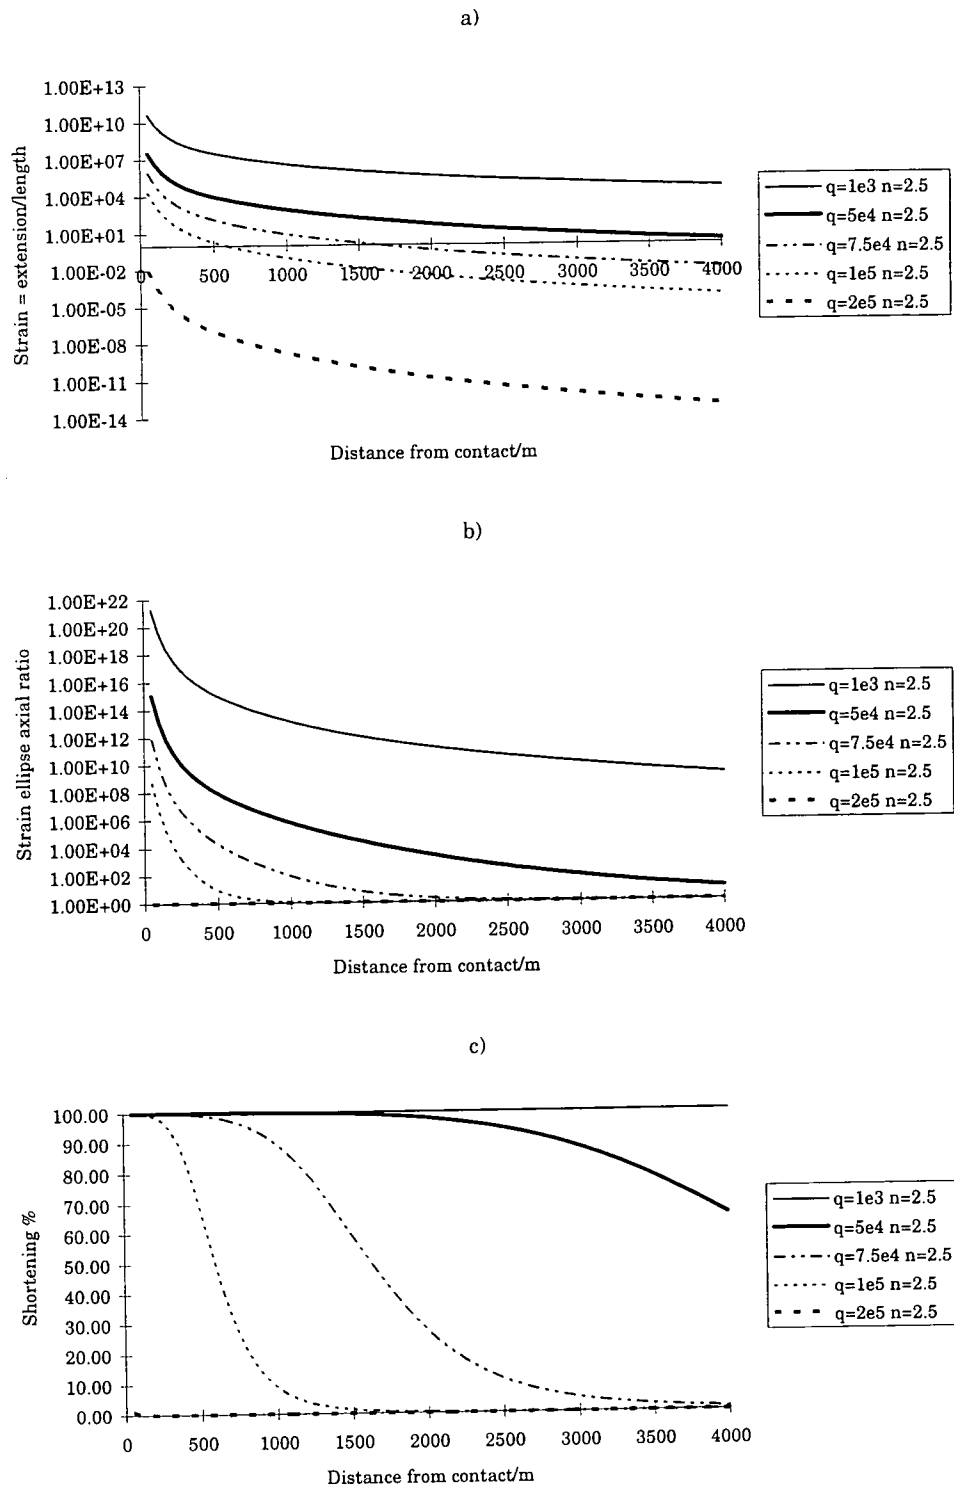 a)
1.00E+13
1.00E+10
1.00E+07
1.00E+04
1.00E+01
1.00E-02
1.00E-05
1.00E-08
1.00E-11
1.00E-14
Strain = extension/length
0 500 1000 1500 2000 2500 3000 3500 4000
Distance from contact/m
q=1e3 n=2.5
q=5e4 n=2.5
q=7.5e4 n=2.5
q=1e5 n=2.5
q=2e5 n=2.5
b)
1.00E+22
1.00E+20
1.00E+18
1.00E+16
1.00E+14
1.00E+12
1.00E+10
1.00E+08
1.00E+06
1.00E+04
1.00E+02
1.00E+00
Strain ellipse axial ratio
0 500 1000 1500 2000 2500 3000 3500 4000
Distance from contact/m
q=1e3 n=2.5
q=5e4 n=2.5
q=7.5e4 n=2.5
q=1e5 n=2.5
q=2e5 n=2.5
c)
100.00
90.00
80.00
70.00
60.00
50.00
40.00
30.00
20.00
10.00
0.00
Shortening %
0 500 1000 1500 2000 2500 3000 3500 4000
Distance from contact/m
q=1e3 n=2.5
q=5e4 n=2.5
q=7.5e4 n=2.5
q=1e5 n=2.5
q=2e5 n=2.5